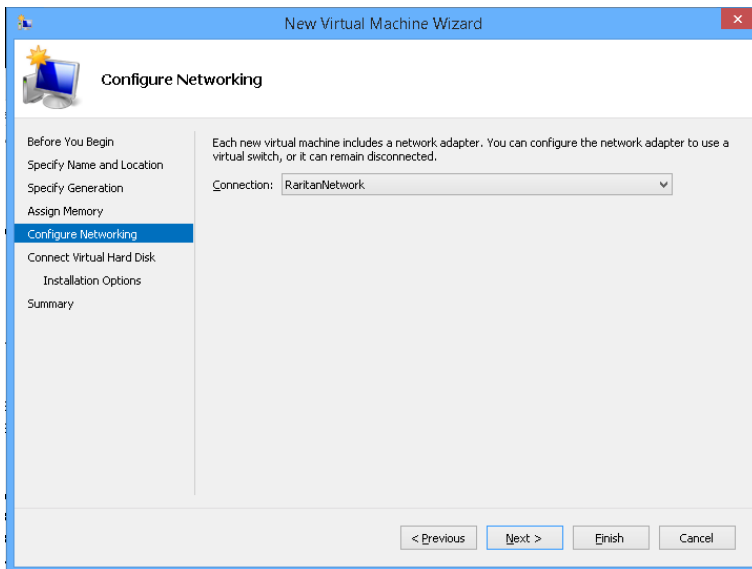 New Virtual Machine Wizard
Configure Networking
Before You Begin
Specify Name and Location
Specify Generation
Assign Memory
Configure Networking
Connect Virtual Hard Disk
Installation Options
Summary
Each new virtual machine includes a network adapter. You can configure the network adapter to use a
virtual switch, or it can remain disconnected.
Connection: RaritanNetwork
< Previous Next > Finish Cancel